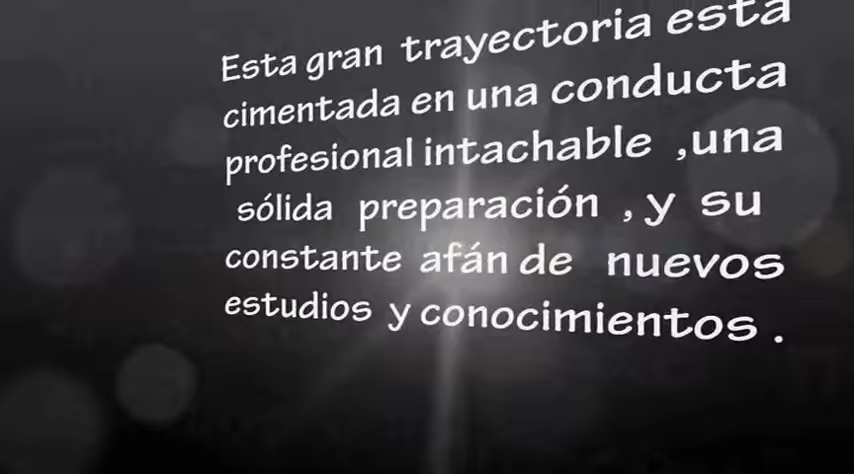 Esta gran trayectoria esta
cimentada en una conducta
profesional intachable ,una
sólida preparación , y su
constante afán de nuevos
estudios y conocimientos .